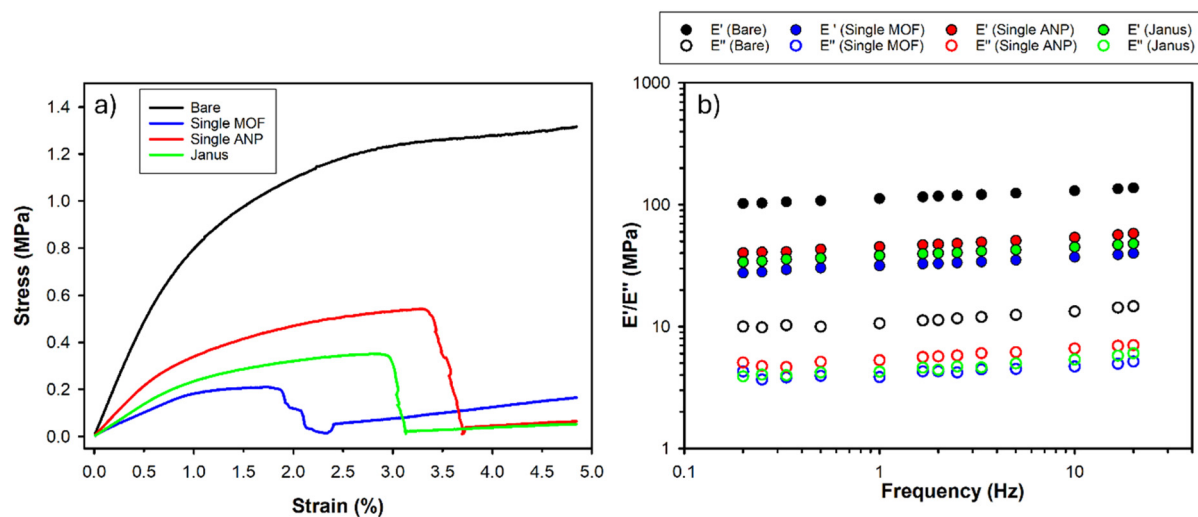 a)
Bare
Single MOF
Single ANP
Janus
Stress (MPa)
1.4
1.2
1.0
0.8
0.6
0.4
0.2
0.0
0.0 0.5 1.0 1.5 2.0 2.5 3.0 3.5 4.0 4.5 5.0
Strain (%)
E' (Bare) E ' (Single MOF) E' (Single ANP) E' (Janus)
E'' (Bare) E'' (Single MOF) E'' (Single ANP) E'' (Janus)
b)
E'/E'' (MPa)
1000
100
10
1
0.1 1 10
Frequency (Hz)